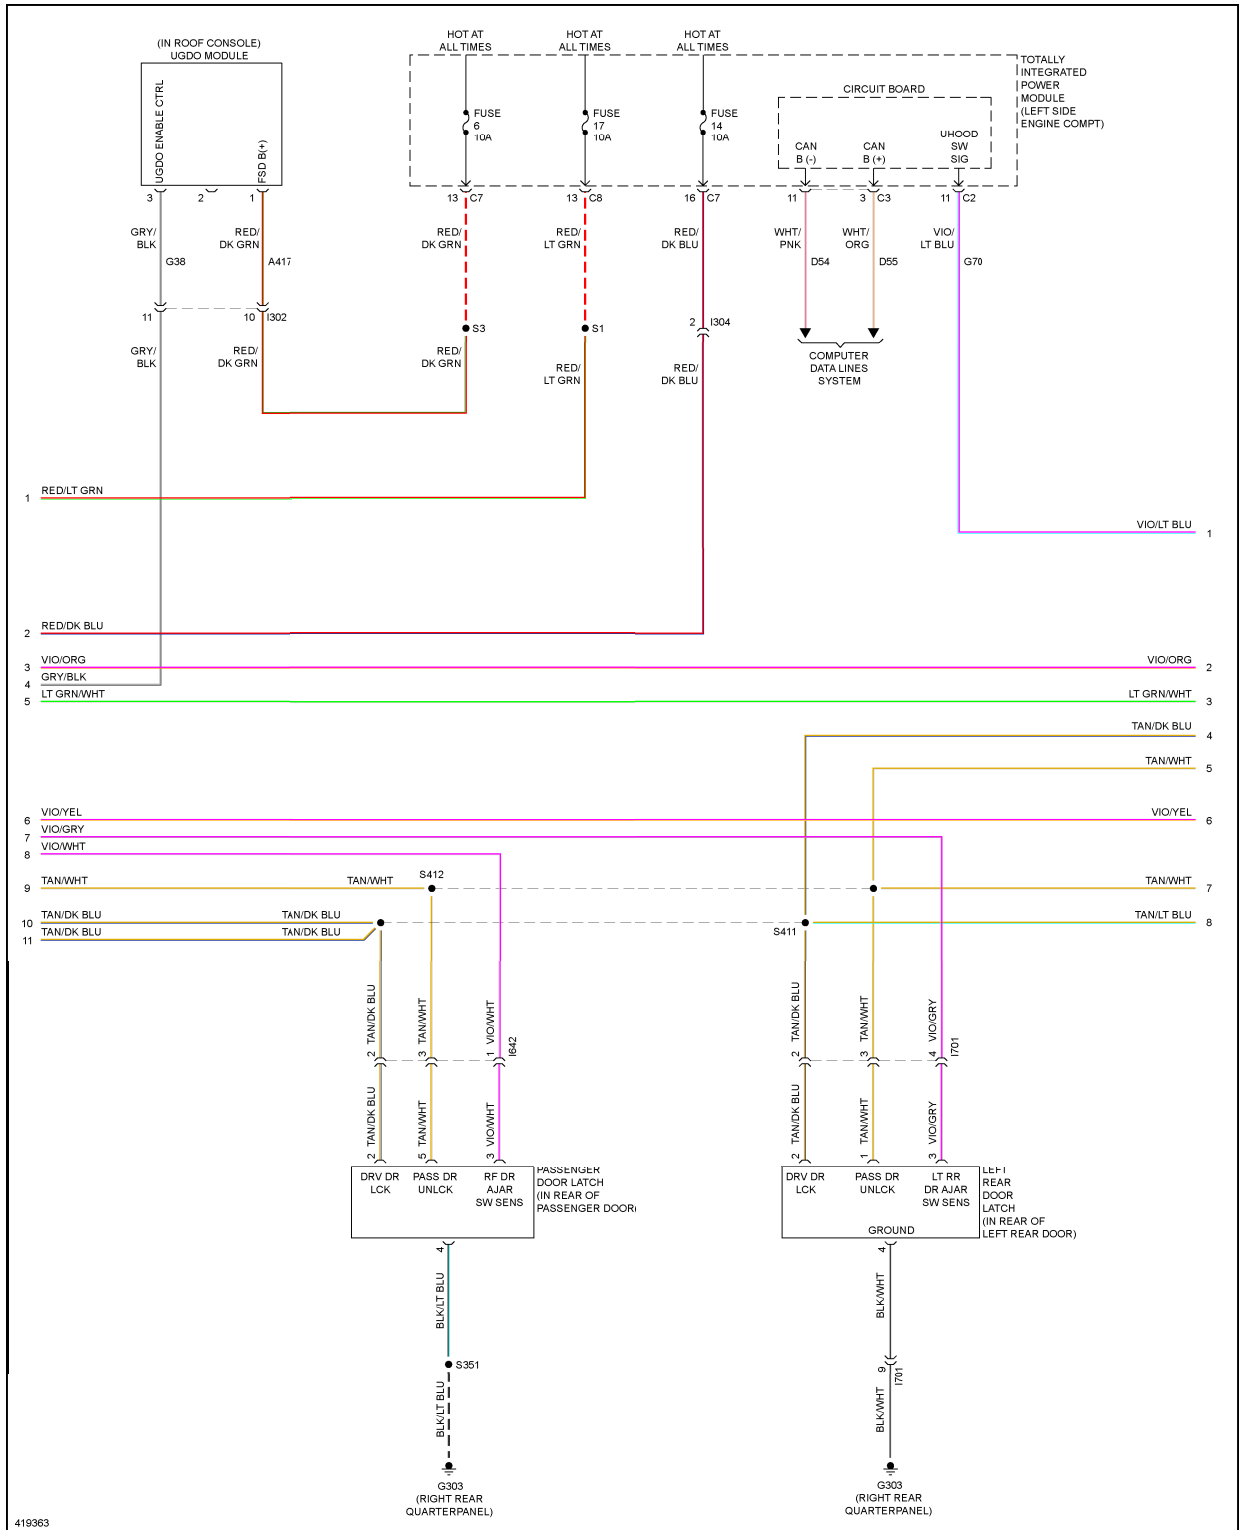 (IN ROOF CONSOLE)
UGDO MODULE
UGDO ENABLE CTRL
FSD B(+)
3
2
1
HOT AT
ALL TIMES
HOT AT
ALL TIMES
HOT AT
ALL TIMES
FUSE
6
10A
FUSE
17
10A
FUSE
14
10A
CIRCUIT BOARD
CAN
B (-)
CAN
B (+)
UHOOD
SW
SIG
TOTALLY
INTEGRATED
POWER
MODULE
(LEFT SIDE
ENGINE COMPT)
13 C7
13 C8
16 C7
11
3 C3
11 C2
GRY/
BLK
RED/
DK GRN
RED/
DK GRN
RED/
LT GRN
RED/
DK BLU
WHT/
PNK
WHT/
ORG
VIO/
LT BLU
G38
A417
D54
D55
G70
11
10 I302
S3
S1
2 I304
GRY/
BLK
RED/
DK GRN
RED/
DK GRN
RED/
LT GRN
RED/
DK BLU
COMPUTER
DATA LINES
SYSTEM
1 RED/LT GRN
VIO/LT BLU 1
2 RED/DK BLU
3 VIO/ORG
VIO/ORG 2
4 GRY/BLK
5 LT GRN/WHT
LT GRN/WHT 3
TAN/DK BLU 4
TAN/WHT 5
6 VIO/YEL
VIO/YEL 6
7 VIO/GRY
8 VIO/WHT
S412
9 TAN/WHT
TAN/WHT
TAN/WHT 7
10 TAN/DK BLU
TAN/DK BLU
TAN/LT BLU 8
S411
11 TAN/DK BLU
TAN/DK BLU
2 TAN/DK BLU
3 TAN/WHT
1 VIO/WHT
I642
2 TAN/DK BLU
3 TAN/WHT
4 VIO/GRY
I701
2 TAN/DK BLU
5 TAN/WHT
3 VIO/WHT
2 TAN/DK BLU
1 TAN/WHT
3 VIO/GRY
DRV DR
LCK
PASS DR
UNLCK
RF DR
AJAR
SW SENS
PASSENGER
DOOR LATCH
(IN REAR OF
PASSENGER DOOR)
DRV DR
LCK
PASS DR
UNLCK
LT RR
DR AJAR
SW SENS
GROUND
LEFT
REAR
DOOR
LATCH
(IN REAR OF
LEFT REAR DOOR)
4
BLK/LT BLU
S351
BLK/LT BLU
G303
(RIGHT REAR
QUARTERPANEL)
4
BLK/WHT
9
I701
BLK/WHT
G303
(RIGHT REAR
QUARTERPANEL)
419363